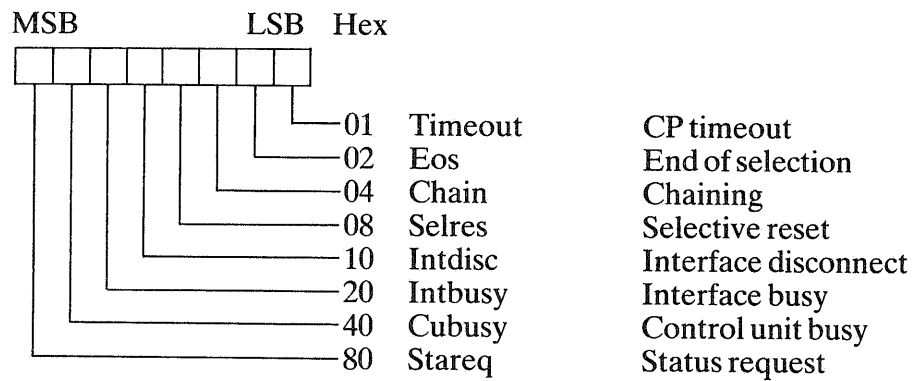 MSB LSB Hex
01 Timeout CP timeout
02 Eos End of selection
04 Chain Chaining
08 Selres Selective reset
10 Intdisc Interface disconnect
20 Intbusy Interface busy
40 Cubusy Control unit busy
80 Stareq Status request